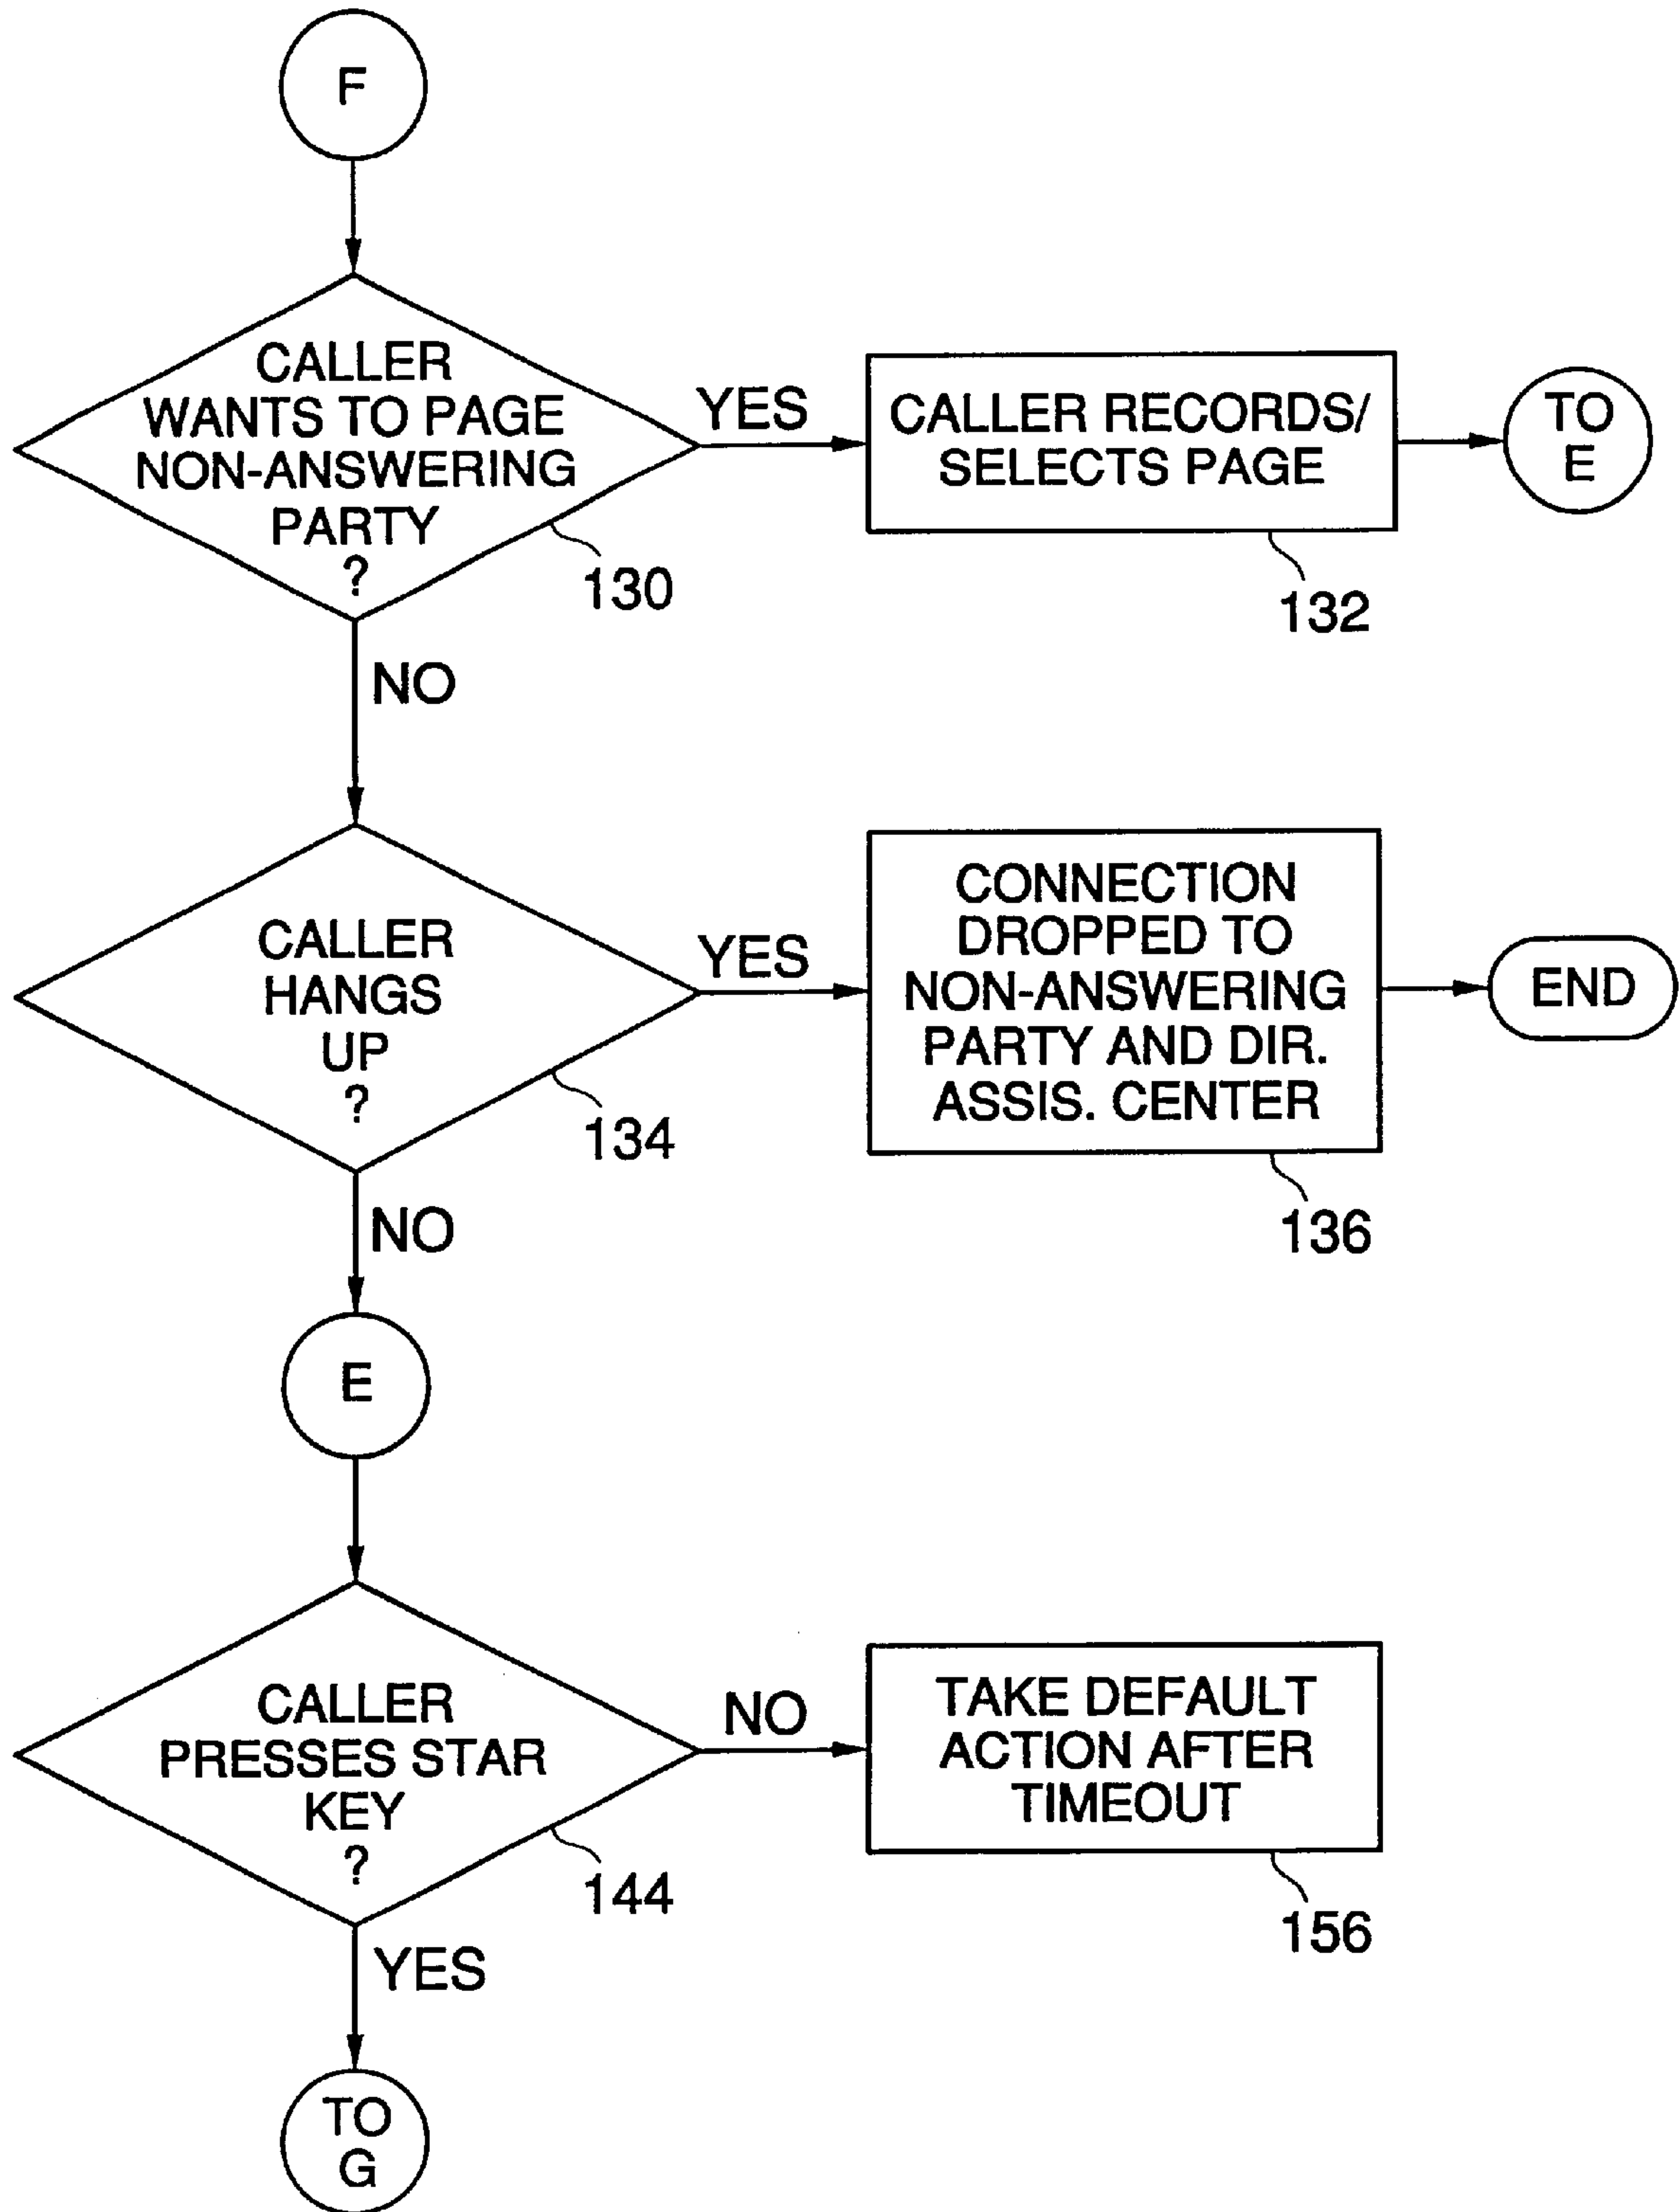 F
CALLER
WANTS TO PAGE
NON-ANSWERING
PARTY
?
130
YES
CALLER RECORDS/
SELECTS PAGE
132
TO
E
NO
CALLER
HANGS
UP
?
134
YES
CONNECTION
DROPPED TO
NON-ANSWERING
PARTY AND DIR.
ASSIS. CENTER
136
END
NO
E
CALLER
PRESSES STAR
KEY
?
144
NO
TAKE DEFAULT
ACTION AFTER
TIMEOUT
156
YES
TO
G